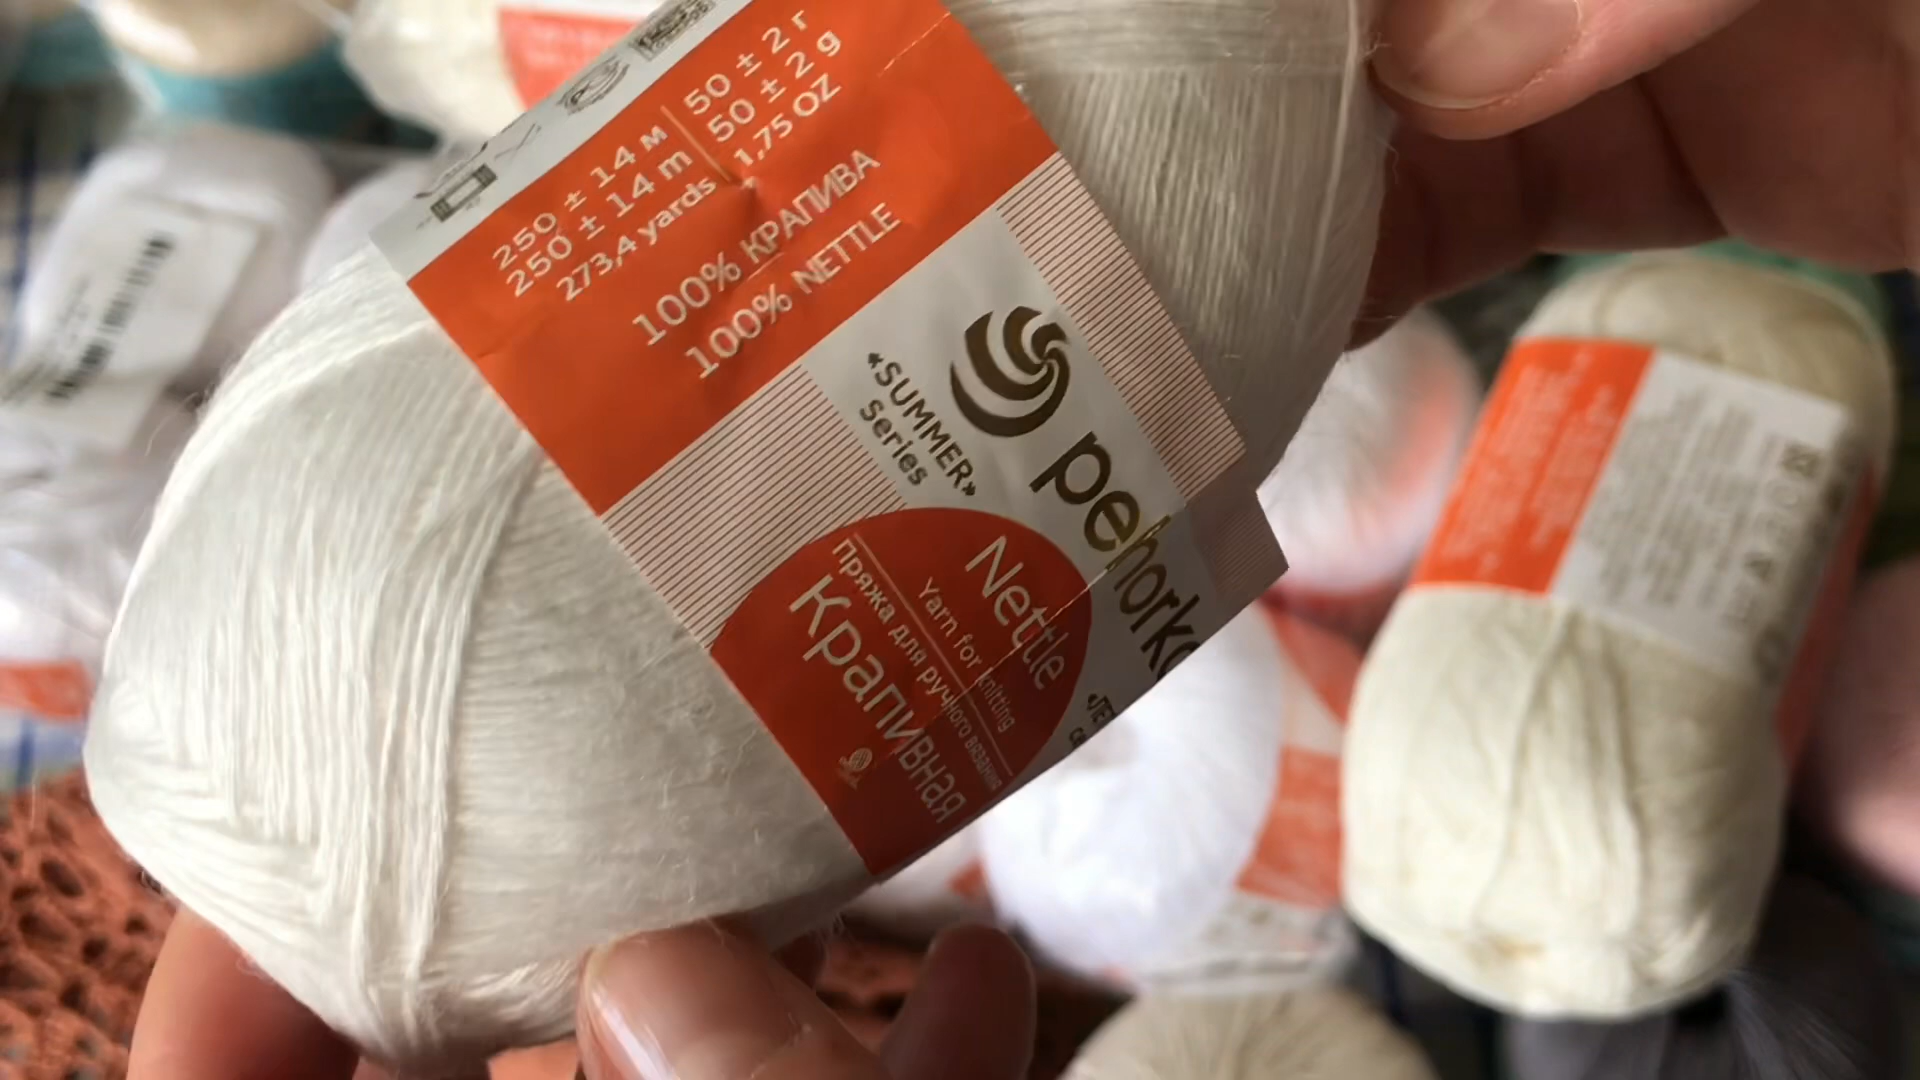 250 ± 14 м
250 ± 14 m
273,4 yards
50 ± 2 г
50 ± 2 g
1,75 OZ
100% КРАПИВА
100% NETTLE
«SUMMER»
Series
pehorka
Nettle
Yarn for knitting
пряжа для ручного вязания
Крапивная